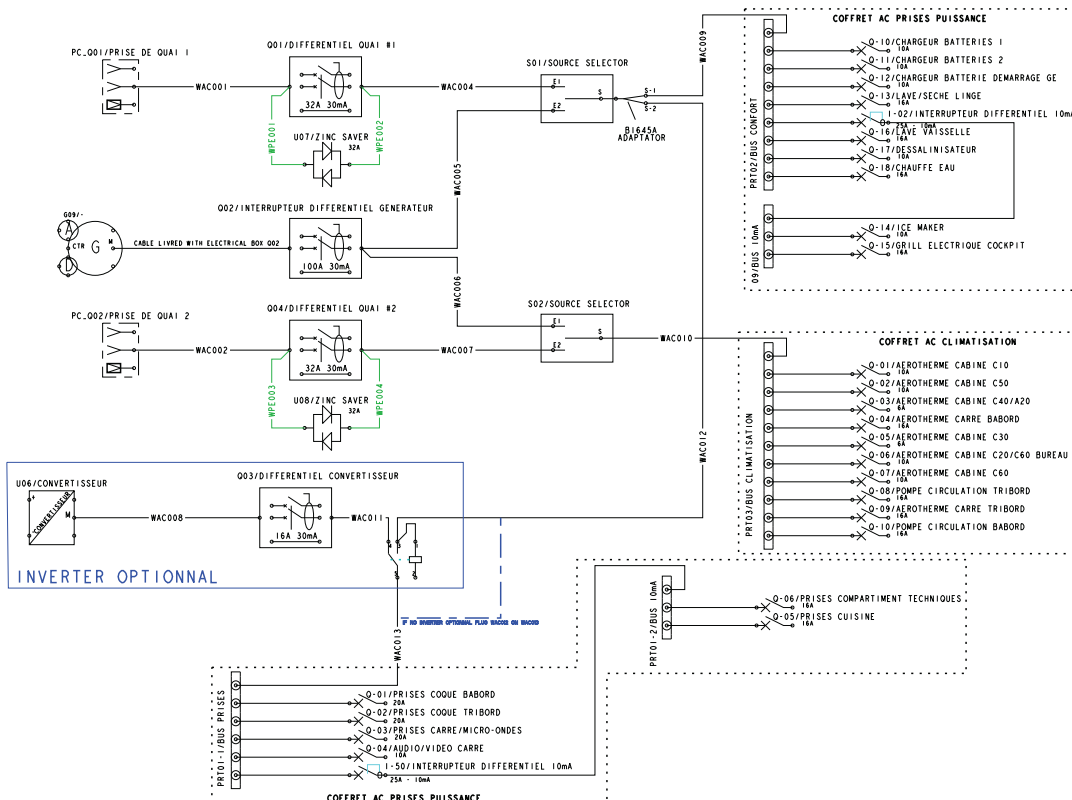 COFFRET AC PRISES PUISSANCE
PC_Q01/PRISE DE QUAI 1
Q01/DIFFERENTIEL QUAI #1
WAC001
32A 30mA
WAC004
WPE001
WPE002
U07/ZINC SAVER
32A
S01/SOURCE SELECTOR
E1
E2
S
S-1
S-2
B1645A
ADAPTATOR
WAC009
WAC005
PRT02/BUS CONFORT
Q-10/CHARGEUR BATTERIES 1
10A
Q-11/CHARGEUR BATTERIES 2
10A
Q-12/CHARGEUR BATTERIE DEMARRAGE GE
10A
Q-13/LAVE/SECHE LINGE
16A
I-02/INTERRUPTEUR DIFFERENTIEL 10mA
25A - 10mA
Q-16/LAVE VAISSELLE
16A
Q-17/DESSALINISATEUR
10A
Q-18/CHAUFFE EAU
16A
09/BUS 10mA
Q-14/ICE MAKER
10A
Q-15/GRILL ELECTRIQUE COCKPIT
16A
G09/-
A
CTR
G
M
D
CABLE LIVRED WITH ELECTRICAL BOX Q02
Q02/INTERRUPTEUR DIFFERENTIEL GENERATEUR
100A 30mA
WAC006
PC_Q02/PRISE DE QUAI 2
Q04/DIFFERENTIEL QUAI #2
WAC002
32A 30mA
WAC007
WPE003
WPE004
U08/ZINC SAVER
32A
S02/SOURCE SELECTOR
E1
E2
S
WAC010
WAC012
COFFRET AC CLIMATISATION
PRT03/BUS CLIMATISATION
Q-01/AEROTHERME CABINE C10
10A
Q-02/AEROTHERME CABINE C50
10A
Q-03/AEROTHERME CABINE C40/A20
6A
Q-04/AEROTHERME CARRE BABORD
16A
Q-05/AEROTHERME CABINE C30
6A
Q-06/AEROTHERME CABINE C20/C60 BUREAU
10A
Q-07/AEROTHERME CABINE C60
10A
Q-08/POMPE CIRCULATION TRIBORD
16A
Q-09/AEROTHERME CARRE TRIBORD
16A
Q-10/POMPE CIRCULATION BABORD
16A
U06/CONVERTISSEUR
CONVERTISSEUR
M
WAC008
Q03/DIFFERENTIEL CONVERTISSEUR
16A 30mA
WAC011
INVERTER OPTIONNAL
IF NO INVERTER OPTIONNAL PLUG WAC012 ON WAC013
WAC013
PRT01-2/BUS 10mA
Q-06/PRISES COMPARTIMENT TECHNIQUES
16A
Q-05/PRISES CUISINE
16A
PRT01-1/BUS PRISES
Q-01/PRISES COQUE BABORD
20A
Q-02/PRISES COQUE TRIBORD
20A
Q-03/PRISES CARRE/MICRO-ONDES
20A
Q-04/AUDIO/VIDEO CARRE
10A
I-50/INTERRUPTEUR DIFFERENTIEL 10mA
25A - 10mA
COFFRET AC PRISES PUISSANCE